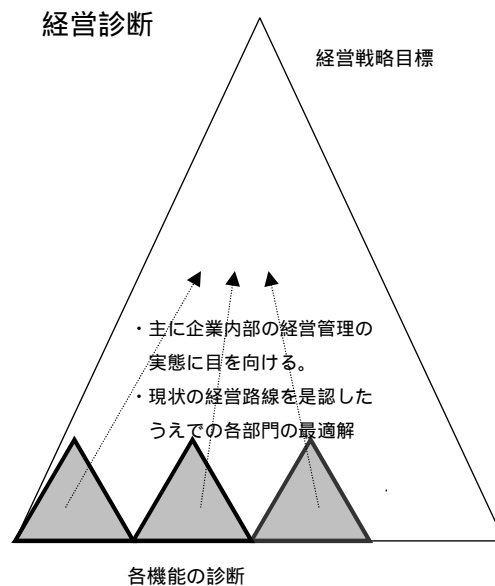 経営診断
経営戦略目標
・主に企業内部の経営管理の
実態に目を向ける。
・現状の経営路線を是認した
うえでの各部門の最適解
各機能の診断